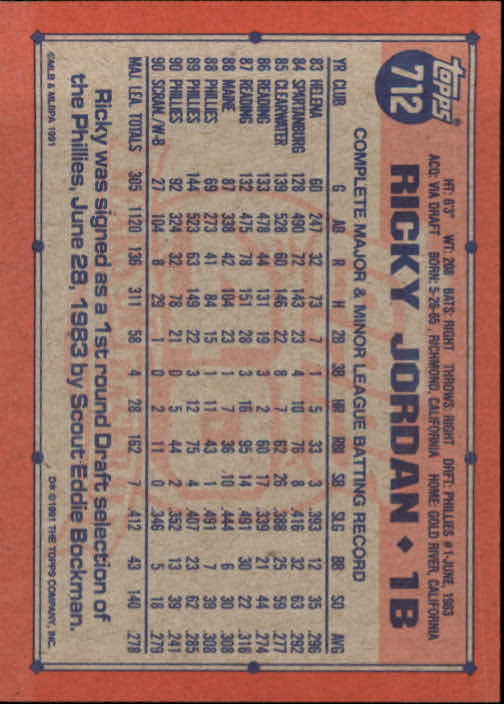 topps®
712
RICKY JORDAN ♦ 1B
HT: 6'3" WT: 208 BATS: RIGHT THROWS: RIGHT DRFT: PHILLIES #1-JUNE, 1983
ACQ: VIA DRAFT BORN: 5-26-65, RICHMOND, CALIFORNIA HOME: GOLD RIVER, CALIFORNIA
COMPLETE MAJOR & MINOR LEAGUE BATTING RECORD
YR CLUB G AB R H 2B 3B HR RBI SB SLG BB SO AVG
83 HELENA 60 247 32 73 7 1 5 33 3 .393 12 35 .296
84 SPARTANBURG 128 490 72 143 23 4 10 76 8 .416 32 63 .292
85 CLEARWATER 139 528 60 146 22 8 7 62 26 .388 25 59 .277
86 READING 133 478 44 131 19 3 2 60 17 .339 21 44 .274
87 READING 132 475 78 151 28 3 16 95 14 .491 30 22 .318
88 MAINE 87 338 42 104 23 1 7 36 10 .444 6 30 .308
88 PHILLIES 69 273 41 84 15 1 11 43 1 .491 7 39 .308
89 PHILLIES 144 523 63 149 22 3 12 75 4 .407 23 62 .285
90 PHILLIES 92 324 32 78 21 0 5 44 2 .352 13 39 .241
90 SCRAN./W-B 27 104 8 29 1 0 2 11 0 .346 5 18 .279
MAJ. LEA. TOTALS 305 1120 136 311 58 4 28 162 7 .412 43 140 .278
Ricky was signed as a 1st round Draft selection of
the Phillies, June 28, 1983 by Scout Eddie Bockman.
©MLB & MLBPA 1991
D* ©1991 THE TOPPS COMPANY, INC.